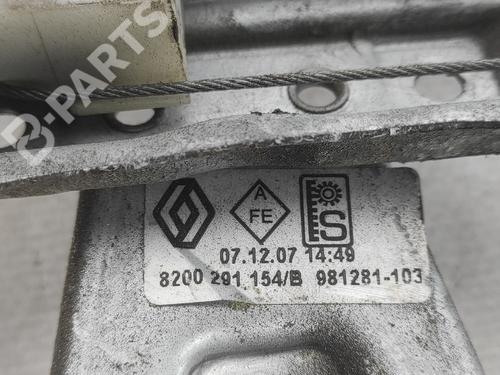 B-PARTS
A
FE
S
07.12.07 14:49
8200 291 154/B 981281-103